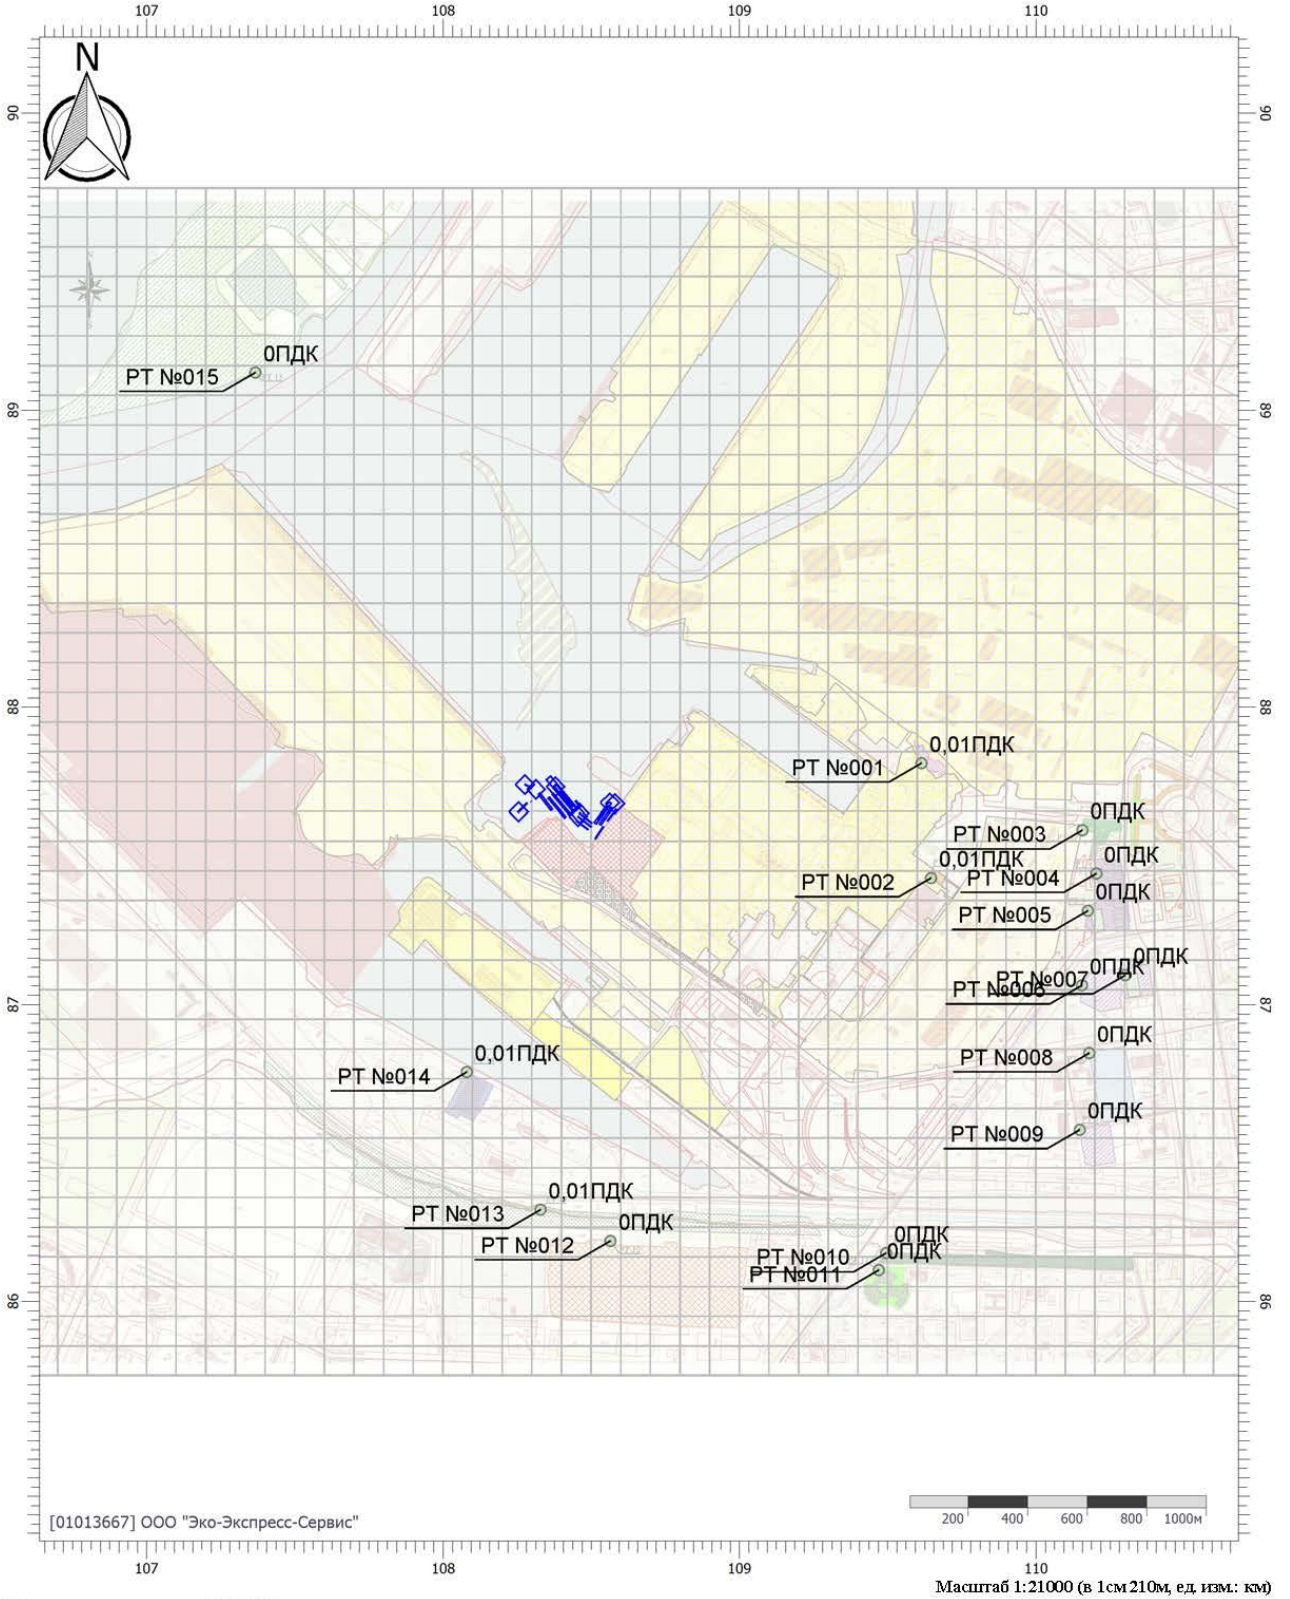 107 108 109 110
N
90 90
0ПДК
РТ №015
89 89
88 88
0,01ПДК
РТ №001
0ПДК
РТ №003
0,01ПДК
0ПДК
РТ №002
РТ №004
0ПДК
РТ №005
0ПДК
0ПДК
РТ №007
РТ №006
87 87
0ПДК
РТ №008
0,01ПДК
РТ №014
0ПДК
РТ №009
0,01ПДК
РТ №013
0ПДК
РТ №012
0ПДК
РТ №010
0ПДК
РТ №011
86 86
200 400 600 800 1000м
[01013667] ООО "Эко-Экспресс-Сервис"
107 108 109 110
Масштаб 1:21000 (в 1см 210м, ед. изм.: км)